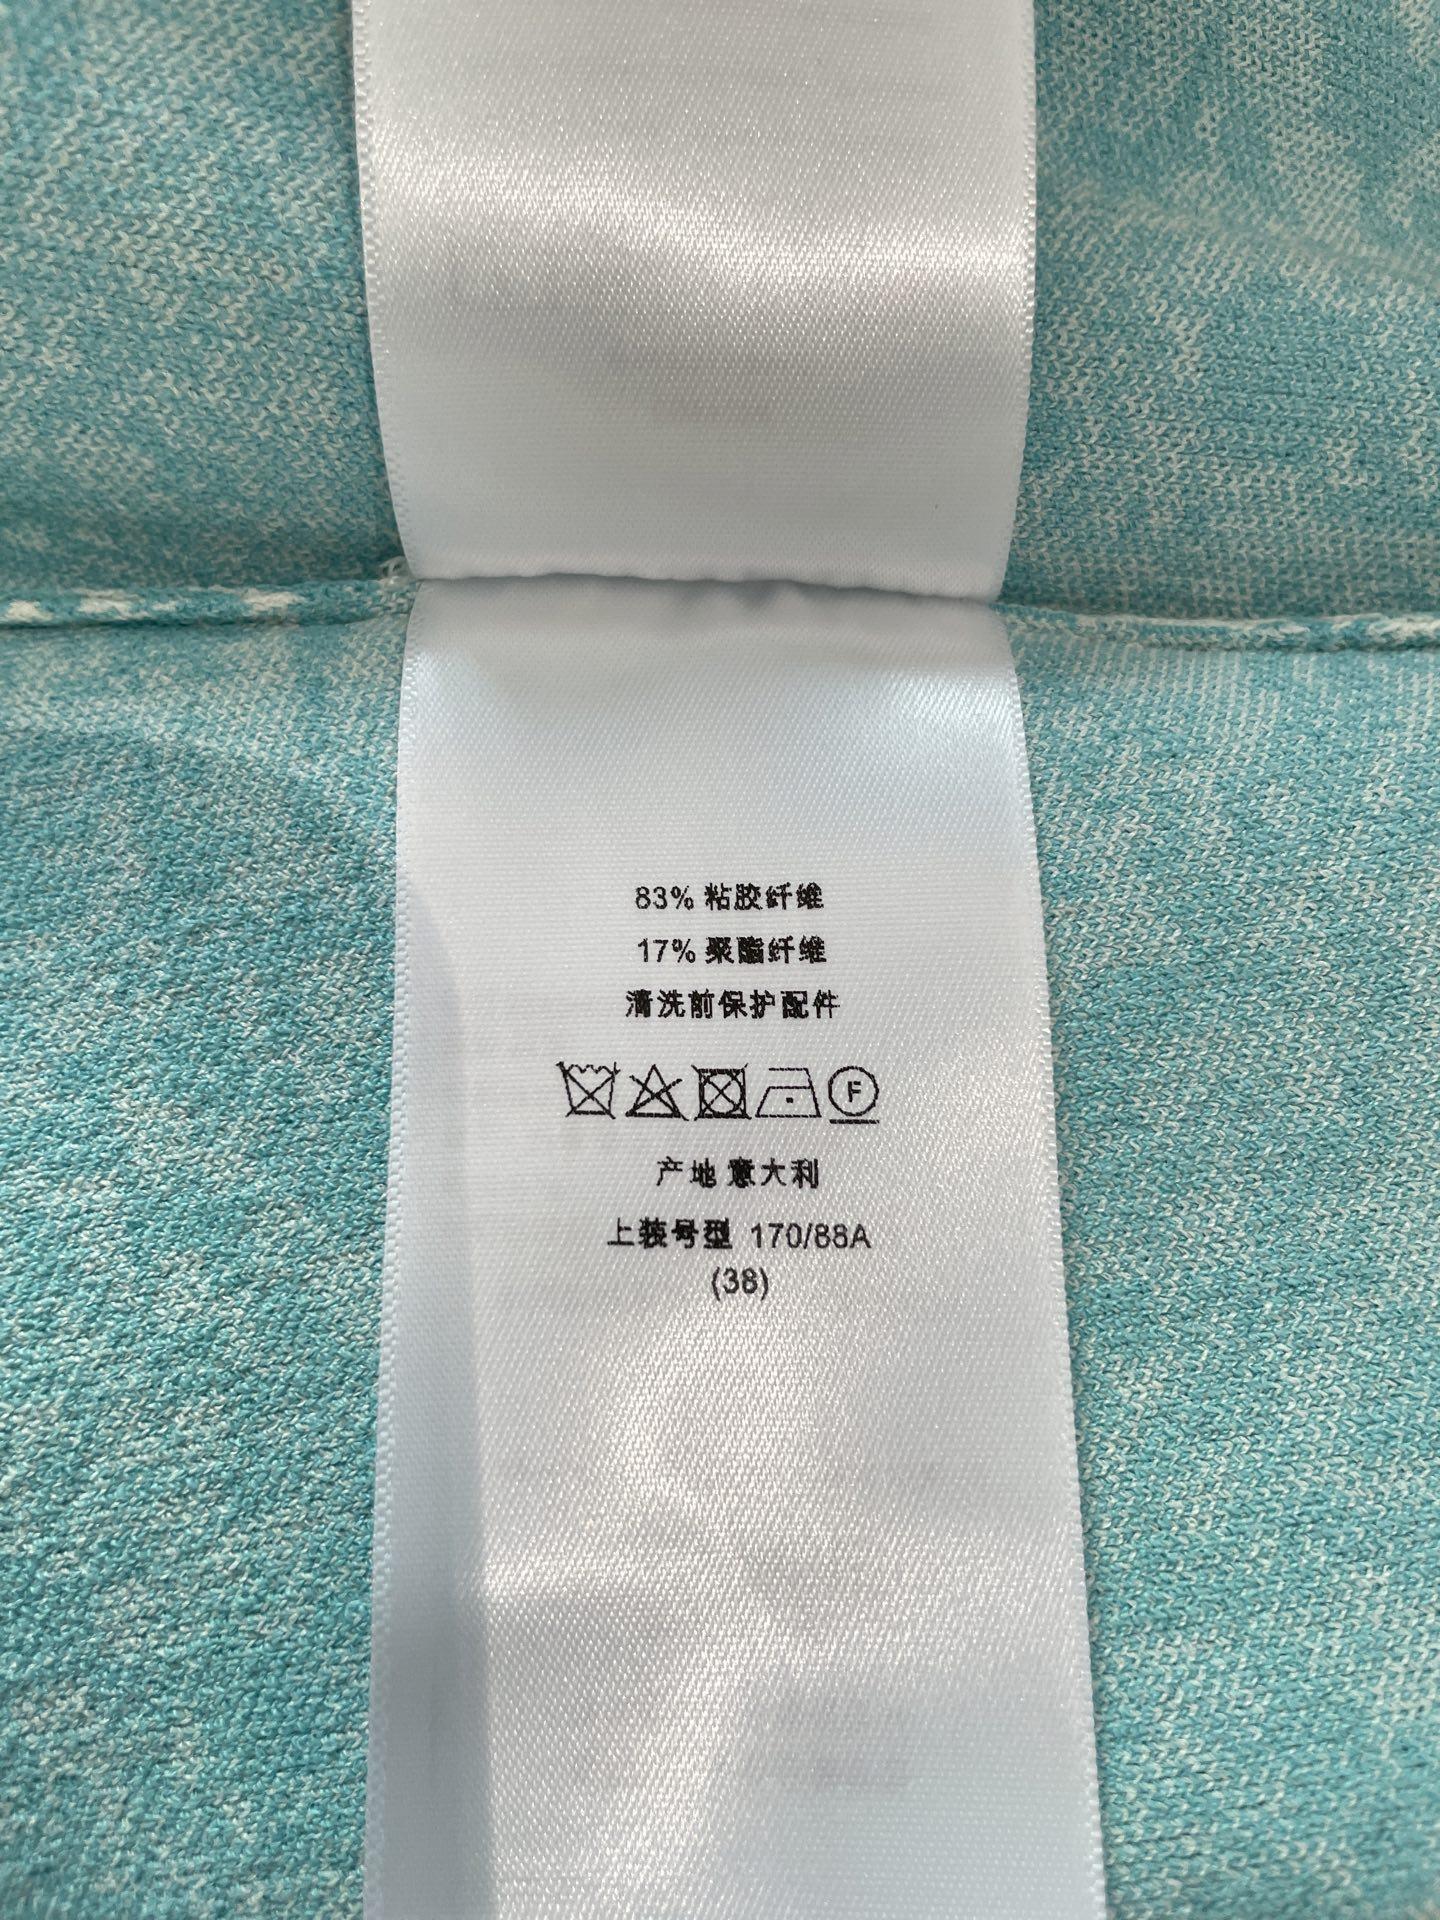 83% 粘胶纤维
17% 聚酯纤维
清洗前保护配件
F
产地 意大利
上装号型 170/88A
(38)